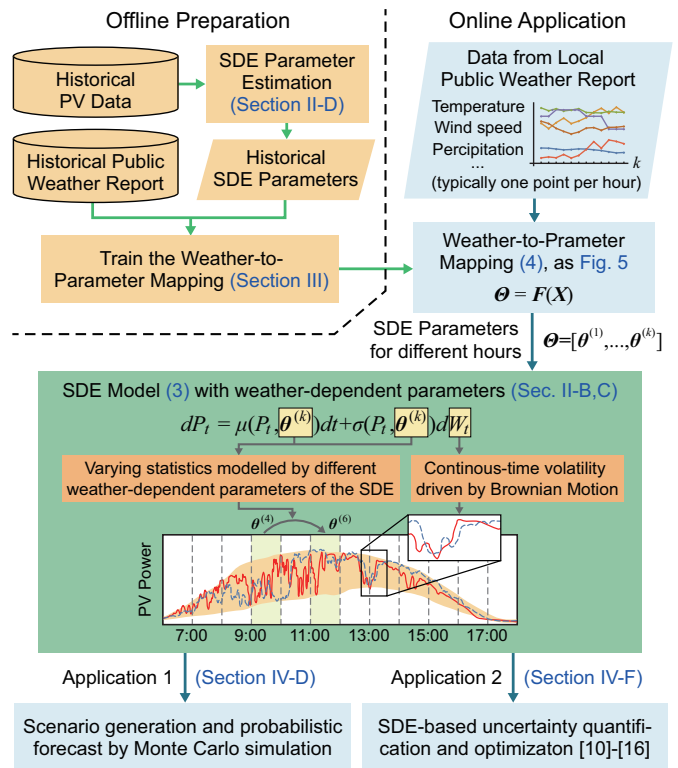 Offline Preparation
Historical
PV Data
SDE Parameter
Estimation
(Section II-D)
Historical Public
Weather Report
Historical
SDE Parameters
Train the Weather-to-
Parameter Mapping (Section III)
Online Application
Data from Local
Public Weather Report
Temperature
Wind speed
Percipitation
...
k
(typically one point per hour)
Weather-to-Prameter
Mapping (4), as Fig. 5
Θ = F(X)
SDE Parameters
for different hours
Θ=[θ^(1),...,θ^(k)]
SDE Model (3) with weather-dependent parameters (Sec. II-B,C)
dP_t = μ(P_t,θ^(k))dt+σ(P_t,θ^(k))dW_t
Varying statistics modelled by different
weather-dependent parameters of the SDE
Continous-time volatility
driven by Brownian Motion
θ^(4) θ^(6)
PV Power
7:00 9:00 11:00 13:00 15:00 17:00
Application 1 (Section IV-D)
Application 2 (Section IV-F)
Scenario generation and probabilistic
forecast by Monte Carlo simulation
SDE-based uncertainty quantifi-
cation and optimizaton [10]-[16]